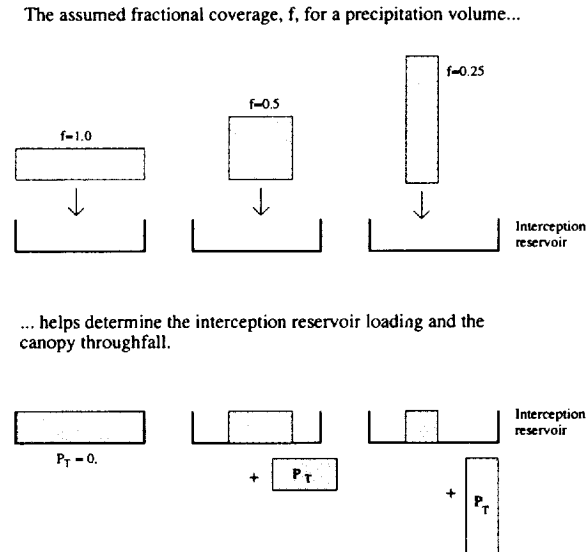 The assumed fractional coverage, f, for a precipitation volume...
f=1.0
f=0.5
f=0.25
Interception
reservoir
... helps determine the interception reservoir loading and the
canopy throughfall.
Interception
reservoir
P_T = 0.
+ P_T
+ P_T